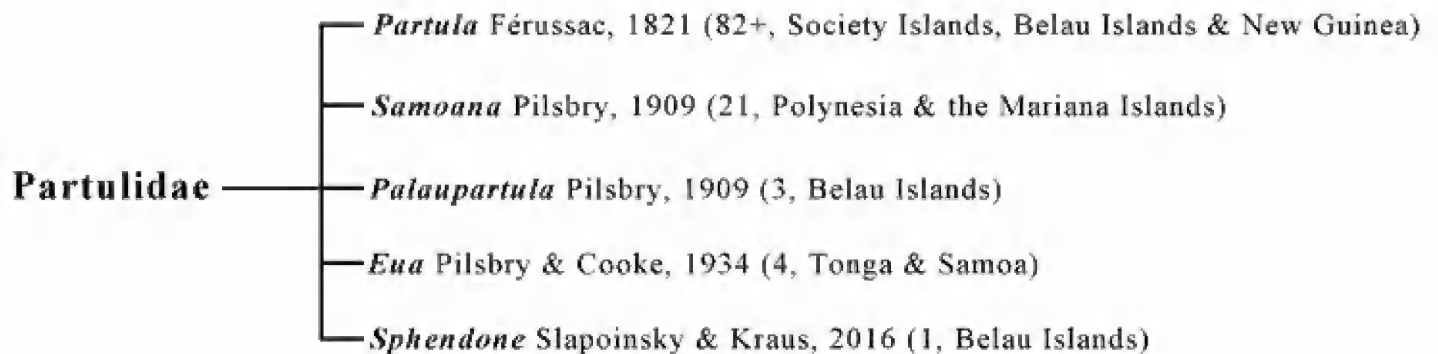 Partula Férussac, 1821 (82+, Society Islands, Belau Islands & New Guinea)
Samoana Pilsbry, 1909 (21, Polynesia & the Mariana Islands)
Partulidae
Palaupartula Pilsbry, 1909 (3, Belau Islands)
Eua Pilsbry & Cooke, 1934 (4, Tonga & Samoa)
Sphendone Slapoinsky & Kraus, 2016 (1, Belau Islands)